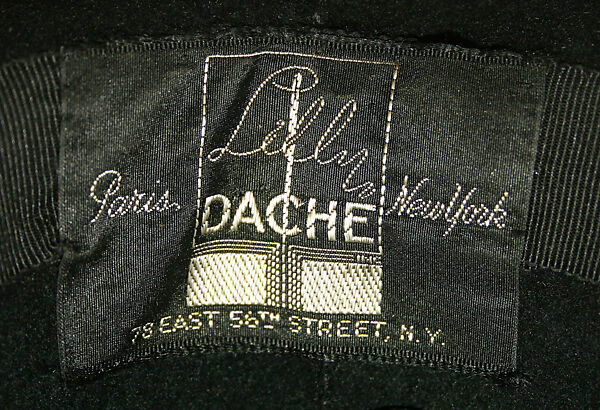 Lilly
Paris. DACHE New York
78 EAST 56TH STREET, N.Y.